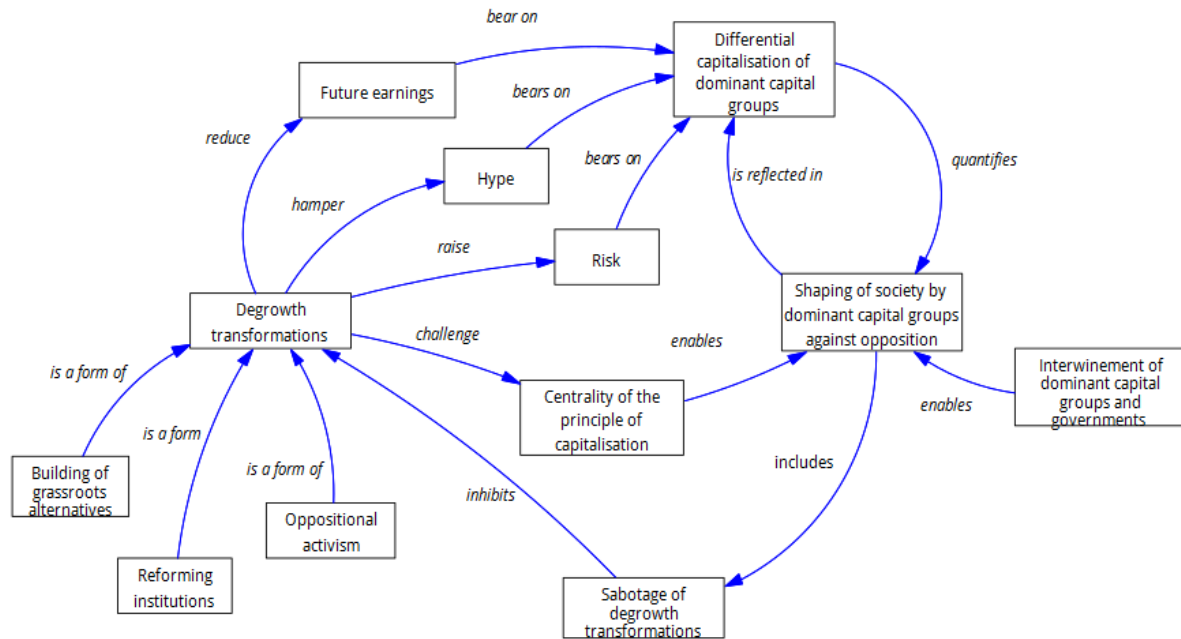 bear on
Differential
capitalisation of
dominant capital
groups
Future earnings
bears on
reduce
bears on
quantifies
is reflected in
Hype
hamper
raise
Risk
Shaping of society by
dominant capital groups
against opposition
Degrowth
transformations
challenge
enables
is a form of
Interwinement of
dominant capital
groups and
governments
Centrality of the
principle of
capitalisation
enables
is a form
includes
Building of
grassroots
alternatives
is a form of
inhibits
Oppositional
activism
Reforming
institutions
Sabotage of
degrowth
transformations